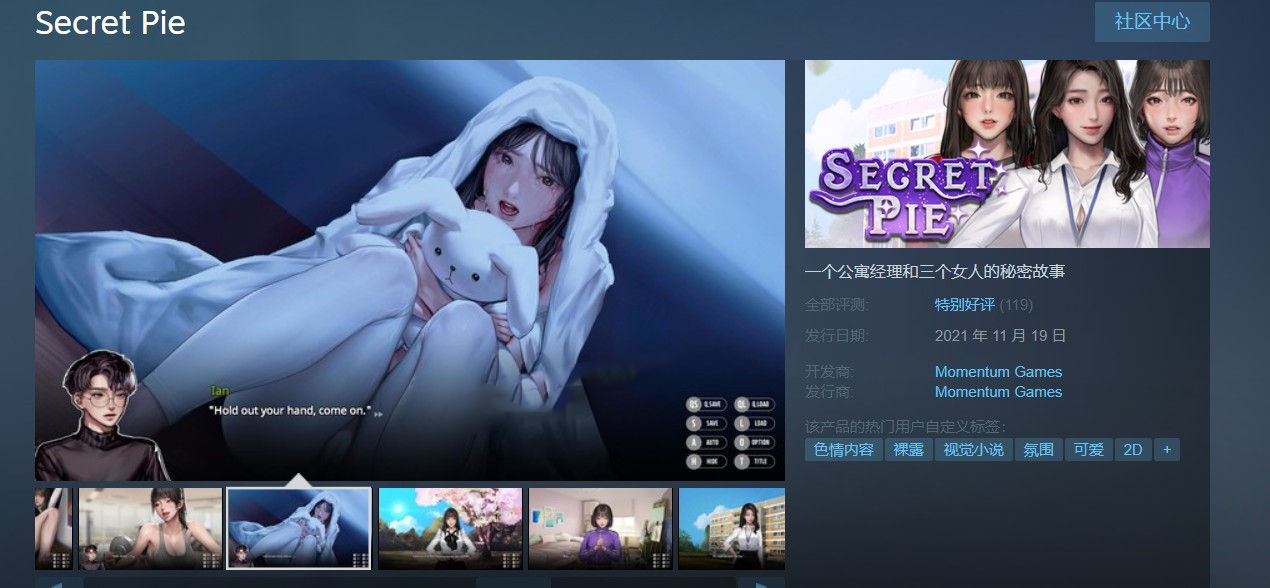 Secret Pie
社区中心
SECRET
PIE
一个公寓经理和三个女人的秘密故事
全部评测: 特别好评 (119)
发行日期: 2021 年 11 月 19 日
开发商: Momentum Games
发行商: Momentum Games
该产品的热门用户自定义标签:
色情内容 裸露 视觉小说 氛围 可爱 2D +
Ian
"Hold out your hand, come on."
QS Q.SAVE QL Q.LOAD
S SAVE L LOAD
A AUTO O OPTION
H HIDE T TITLE